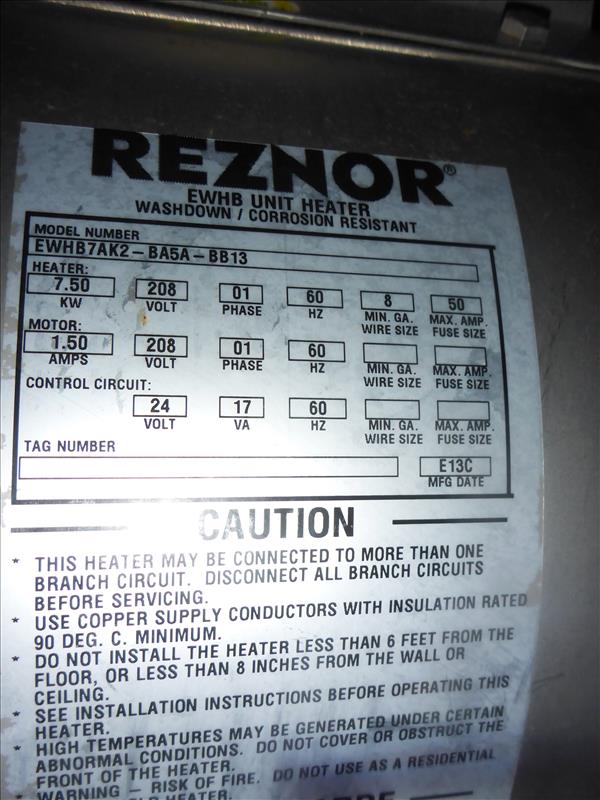 REZNOR®
EWHB UNIT HEATER
WASHDOWN / CORROSION RESISTANT
MODEL NUMBER
EWHB7AK2-BA5A-BB13
HEATER:
7.50 208 01 60 8 50
KW VOLT PHASE HZ MIN. GA. WIRE SIZE MAX. AMP. FUSE SIZE
MOTOR:
1.50 208 01 60
AMPS VOLT PHASE HZ MIN. GA. WIRE SIZE MAX. AMP. FUSE SIZE
CONTROL CIRCUIT:
24 17 60
VOLT VA HZ MIN. GA. WIRE SIZE MAX. AMP. FUSE SIZE
TAG NUMBER
E13C
MFG DATE
CAUTION
* THIS HEATER MAY BE CONNECTED TO MORE THAN ONE
BRANCH CIRCUIT. DISCONNECT ALL BRANCH CIRCUITS
BEFORE SERVICING.
* USE COPPER SUPPLY CONDUCTORS WITH INSULATION RATED
90 DEG. C. MINIMUM.
* DO NOT INSTALL THE HEATER LESS THAN 6 FEET FROM THE
FLOOR, OR LESS THAN 8 INCHES FROM THE WALL OR
CEILING.
* SEE INSTALLATION INSTRUCTIONS BEFORE OPERATING THIS
HEATER.
* HIGH TEMPERATURES MAY BE GENERATED UNDER CERTAIN
ABNORMAL CONDITIONS. DO NOT COVER OR OBSTRUCT THE
FRONT OF THE HEATER.
* WARNING - RISK OF FIRE. DO NOT USE AS A RESIDENTIAL
HEATER.